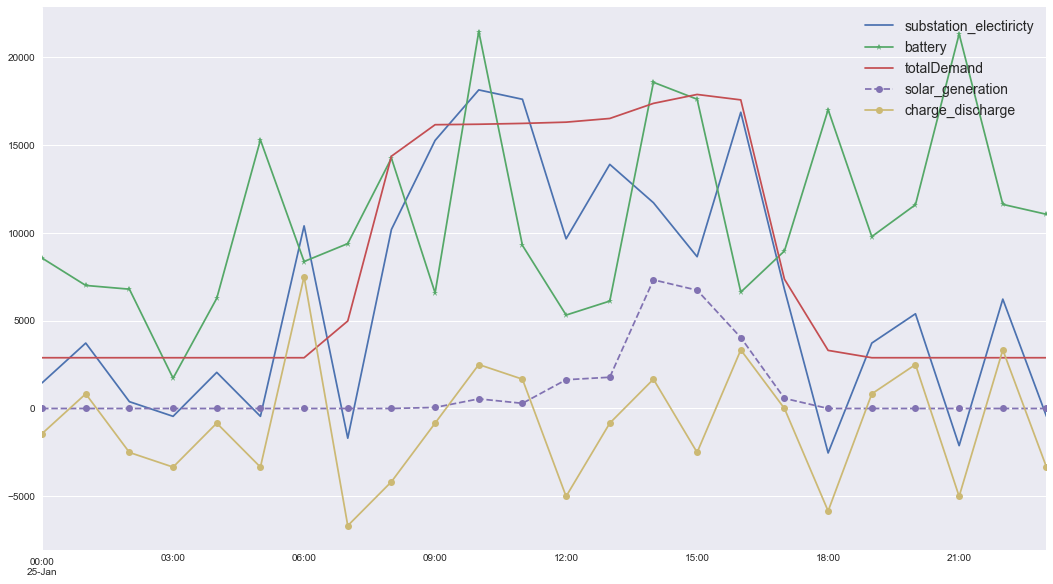 substation_electiricty
battery
totalDemand
solar_generation
charge_discharge
20000
15000
10000
5000
0
−5000
00:00
25-Jan
03:00
06:00
09:00
12:00
15:00
18:00
21:00